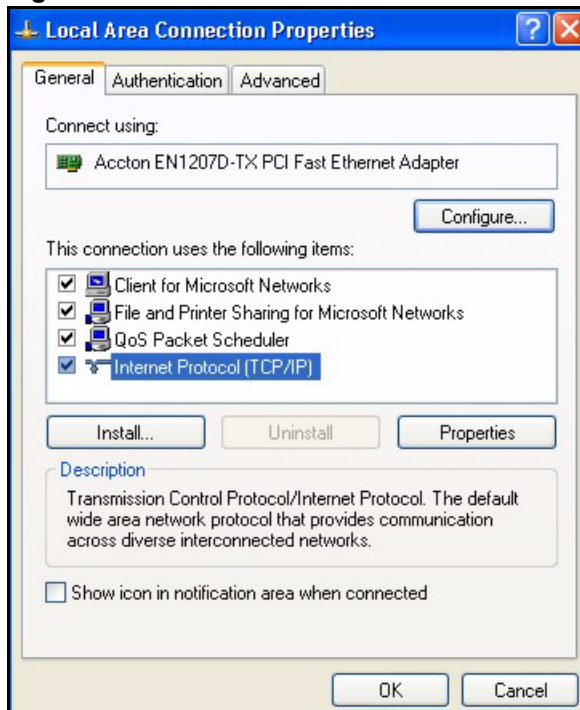 Local Area Connection Properties
General Authentication Advanced
Connect using:
Accton EN1207D-TX PCI Fast Ethernet Adapter
Configure...
This connection uses the following items:
Client for Microsoft Networks
File and Printer Sharing for Microsoft Networks
QoS Packet Scheduler
Internet Protocol (TCP/IP)
Install... Uninstall Properties
Description
Transmission Control Protocol/Internet Protocol. The default
wide area network protocol that provides communication
across diverse interconnected networks.
Show icon in notification area when connected
OK Cancel